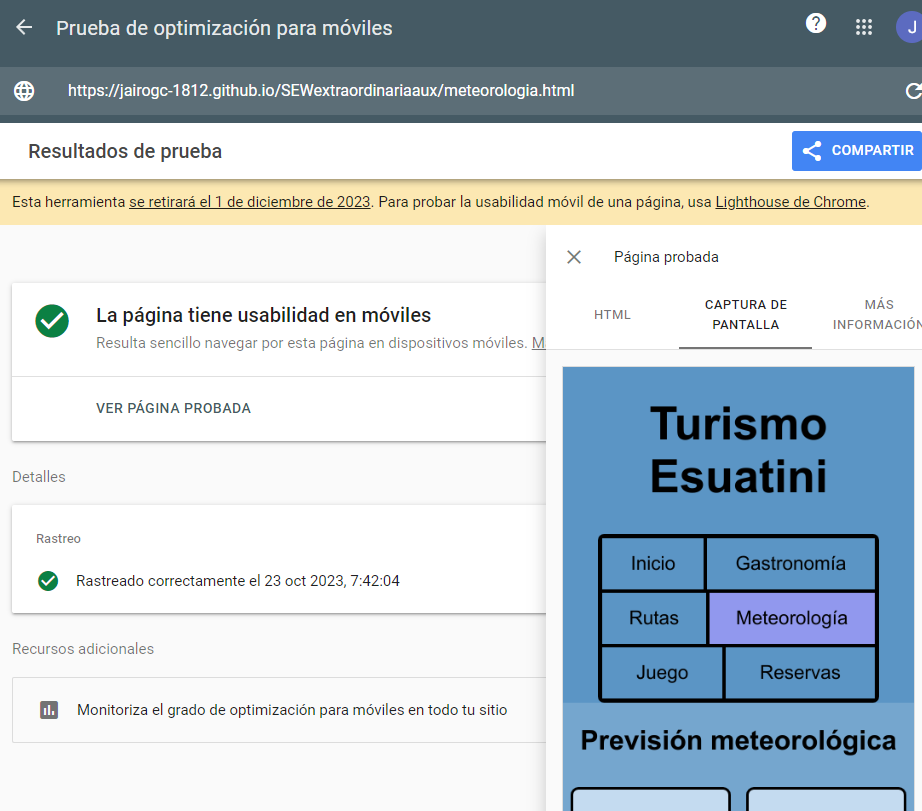 Prueba de optimización para móviles
?
J
https://jairogc-1812.github.io/SEWextraordinariaaux/meteorologia.html
Resultados de prueba
COMPARTIR
Esta herramienta se retirará el 1 de diciembre de 2023. Para probar la usabilidad móvil de una página, usa Lighthouse de Chrome.
La página tiene usabilidad en móviles
Resulta sencillo navegar por esta página en dispositivos móviles. M
VER PÁGINA PROBADA
Detalles
Rastreo
Rastreado correctamente el 23 oct 2023, 7:42:04
Recursos adicionales
Monitoriza el grado de optimización para móviles en todo tu sitio
Página probada
HTML
CAPTURA DE
PANTALLA
MÁS
INFORMACIÓN
Turismo
Esuatini
Inicio
Gastronomía
Rutas
Meteorología
Juego
Reservas
Previsión meteorológica